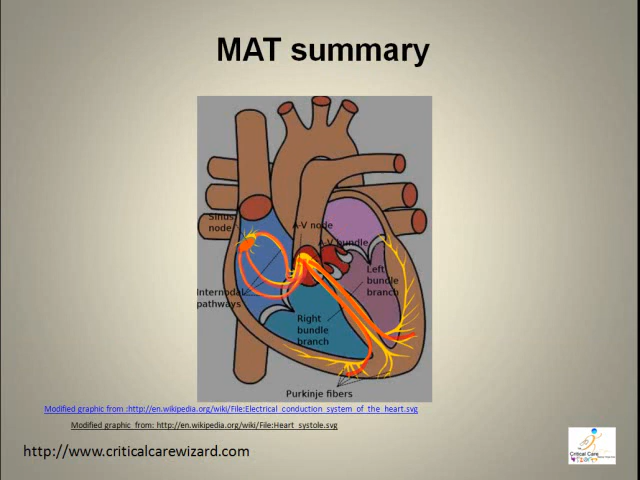 MAT summary
Sinus
node
A-V node
A-V bundle
Left
bundle
branch
Internodal
pathways
Right
bundle
branch
Purkinje fibers
Modified graphic from :http://en.wikipedia.org/wiki/File:Electrical_conduction_system_of_the_heart.svg
Modified graphic from: http://en.wikipedia.org/wiki/File:Heart_systole.svg
http://www.criticalcarewizard.com
Critical Care